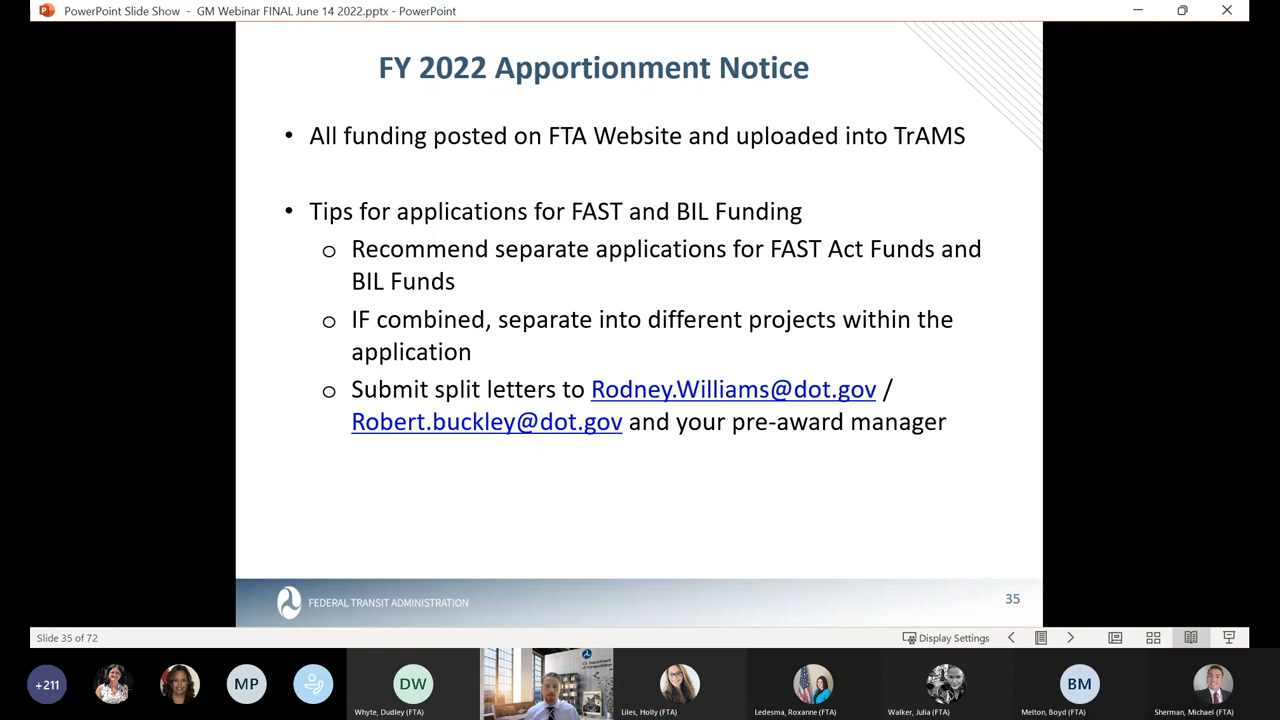 PowerPoint Slide Show - GM Webinar FINAL June 14 2022.pptx - PowerPoint
FY 2022 Apportionment Notice
• All funding posted on FTA Website and uploaded into TrAMS
• Tips for applications for FAST and BIL Funding
o Recommend separate applications for FAST Act Funds and
BIL Funds
o IF combined, separate into different projects within the
application
o Submit split letters to Rodney.Williams@dot.gov /
Robert.buckley@dot.gov and your pre-award manager
FEDERAL TRANSIT ADMINISTRATION
35
Slide 35 of 72
Display Settings
+211
MP
DW
BM
U.S. Department
of Transportation
Whyte, Dudley (FTA)
Liles, Holly (FTA)
Ledesma, Roxanne (FTA)
Walker, Julia (FTA)
Melton, Boyd (FTA)
Sherman, Michael (FTA)